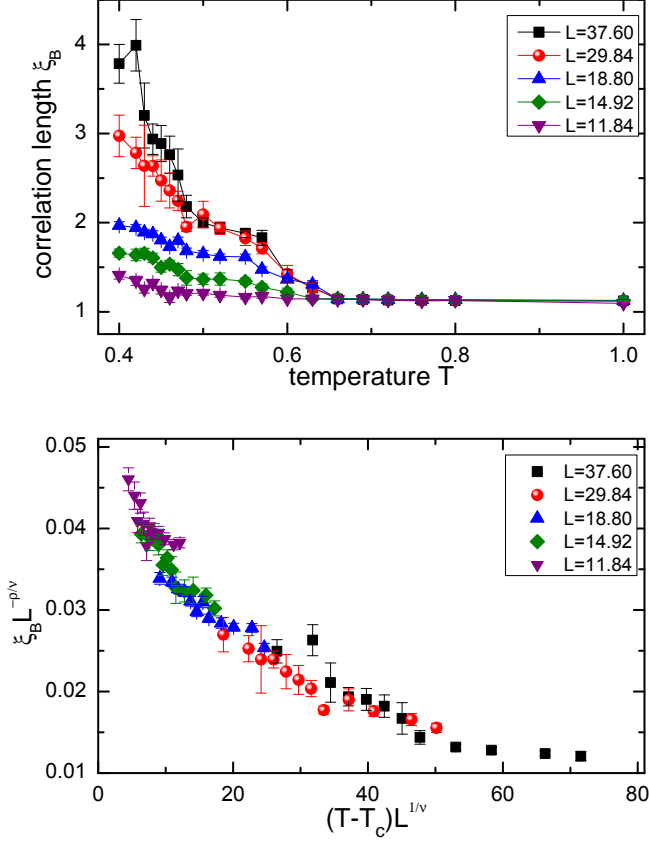 4
3
2
1
correlation length ξB
0.4
0.6
0.8
1.0
temperature T
L=37.60
L=29.84
L=18.80
L=14.92
L=11.84
0.05
0.04
0.03
0.02
0.01
ξBL⁻ᵖ/ᵛ
0
20
40
60
80
(T-Tc)L¹/ᵛ
L=37.60
L=29.84
L=18.80
L=14.92
L=11.84